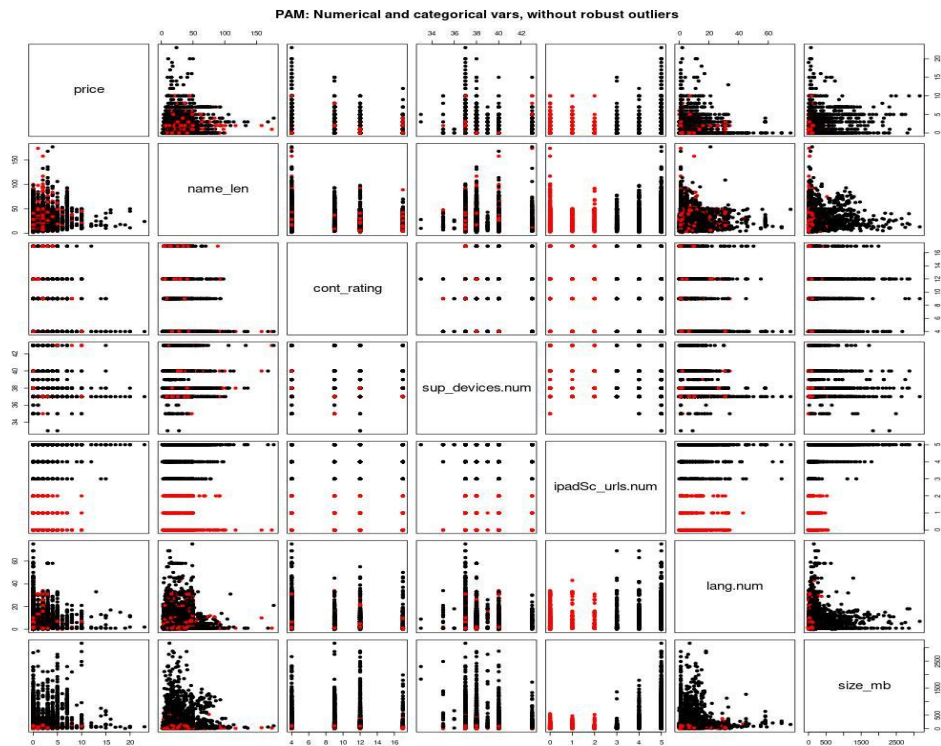 PAM: Numerical and categorical vars, without robust outliers
0 50 100 150 34 36 38 40 42 0 20 40 60
price
0 5 10 15 20
name_len
0 50 100 150
cont_rating
4 6 8 10 12 14 16
sup_devices.num
34 36 38 40 42
ipadSc_urls.num
0 1 2 3 4 5
lang.num
0 20 40 60
size_mb
0 500 1500 2500
0 5 10 15 20 4 6 8 10 12 14 16 0 1 2 3 4 5 0 500 1500 2500